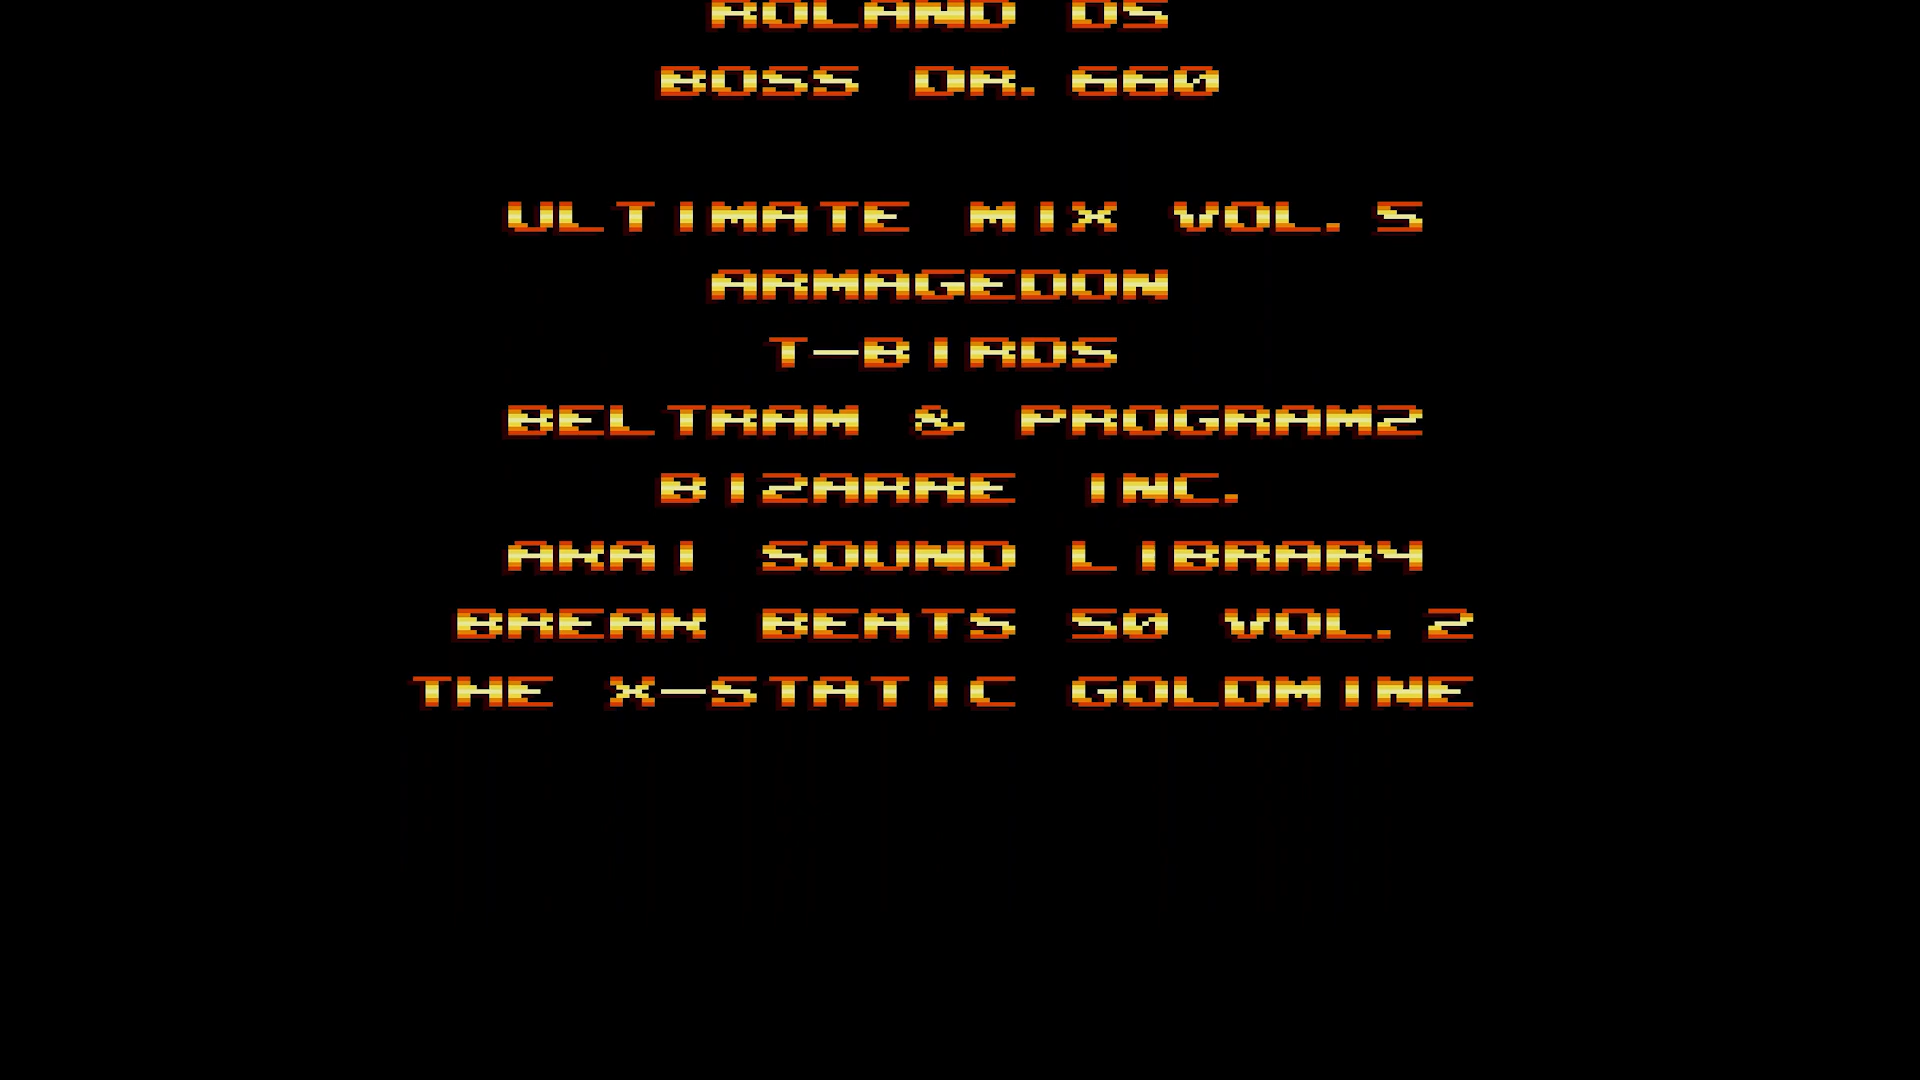 ROLAND DS
BOSS DR.660
ULTIMATE MIX VOL.5
ARMAGEDON
T-BIRDS
BELTRAM & PROGRAM2
BIZARRE INC.
AKAI SOUND LIBRARY
BREAK BEATS 50 VOL.2
THE X-STATIC GOLDMINE